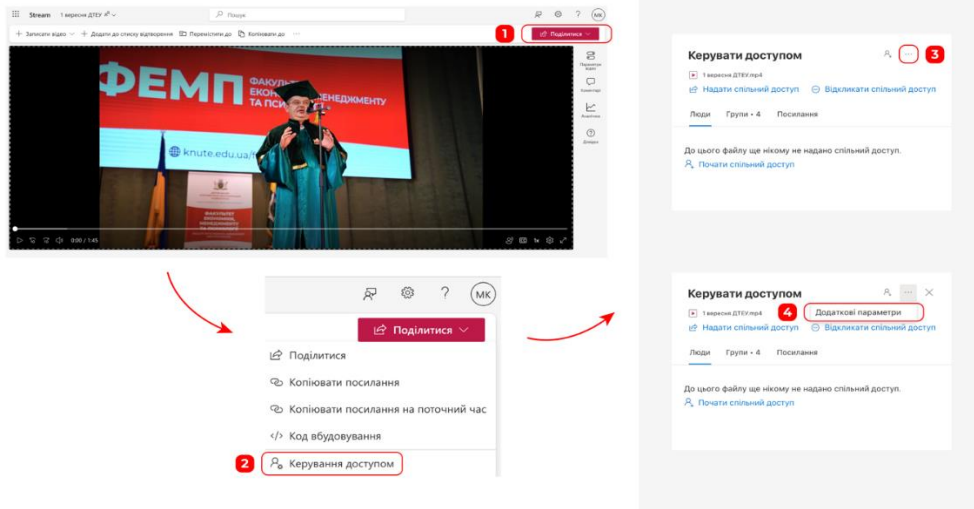 Stream 1 вересня ДТЕУ
Пошук
МК
Записати відео
Додати до списку відтворення
Перемістити до
Копіювати до
1
Поділитися
ФЕМП
ФАКУЛЬ
ЕКОН
МЕНЕДЖМЕНТУ
ТА ПСИ
knute.edu.ua/
0:00 / 1:45
1x
Коментарі
Аналітика
Довідка
МК
Поділитися
Поділитися
Копіювати посилання
Копіювати посилання на поточний час
Код вбудовування
2
Керування доступом
Керувати доступом
3
1 вересня ДТЕУ.mp4
Надати спільний доступ
Відкликати спільний доступ
Люди Групи • 4 Посилання
До цього файлу ще нікому не надано спільний доступ.
Почати спільний доступ
Керувати доступом
1 вересня ДТЕУ.mp4
4
Додаткові параметри
Надати спільний доступ
Відкликати спільний доступ
Люди Групи • 4 Посилання
До цього файлу ще нікому не надано спільний доступ.
Почати спільний доступ